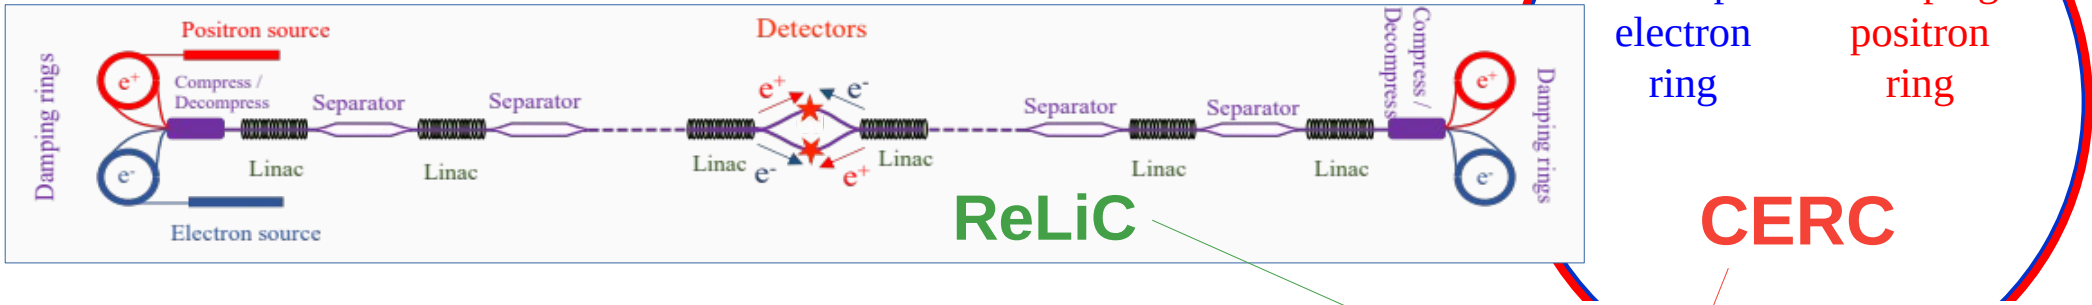 Positron source
Detectors
Compress /
Decompress
electron
positron
ring
ring
Damping rings
e+
Compress /
Decompress
Separator
Separator
e+
e-
Separator
Separator
e+
Damping rings
Linac
Linac
Linac
e-
Linac
e+
Linac
Linac
e-
e-
Electron source
ReLiC
CERC